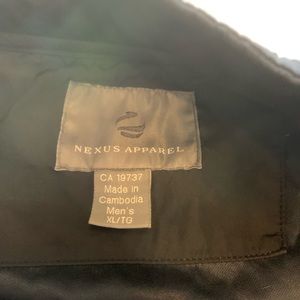 NEXUS APPAREL
CA 19737
Made in
Cambodia
Men's
XL/TG